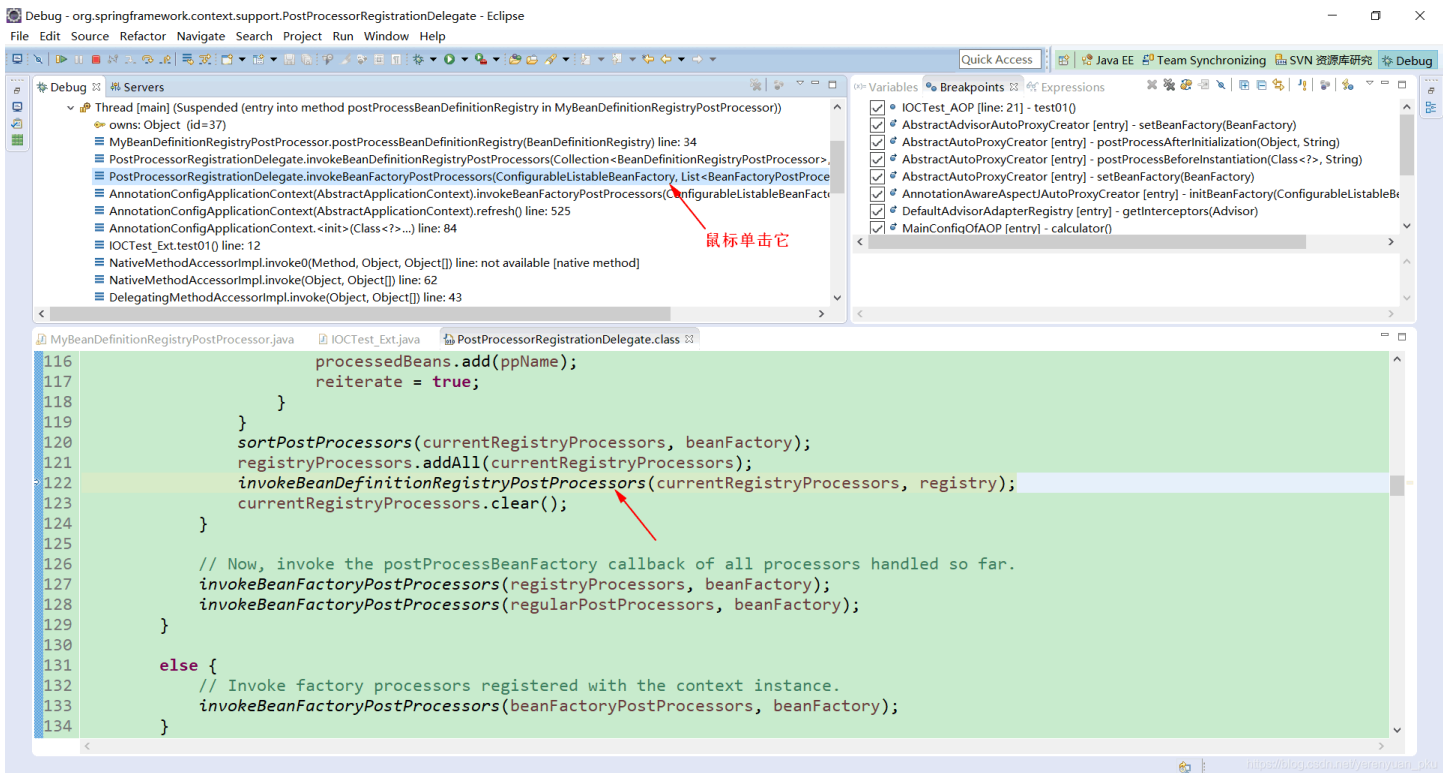 Debug - org.springframework.context.support.PostProcessorRegistrationDelegate - Eclipse
File Edit Source Refactor Navigate Search Project Run Window Help
Quick Access
Java EE
Team Synchronizing
SVN 资源库研究
Debug
Debug
Servers
Thread [main] (Suspended (entry into method postProcessBeanDefinitionRegistry in MyBeanDefinitionRegistryPostProcessor))
owns: Object (id=37)
MyBeanDefinitionRegistryPostProcessor.postProcessBeanDefinitionRegistry(BeanDefinitionRegistry) line: 34
PostProcessorRegistrationDelegate.invokeBeanDefinitionRegistryPostProcessors(Collection<BeanDefinitionRegistryPostProcessor>,
PostProcessorRegistrationDelegate.invokeBeanFactoryPostProcessors(ConfigurableListableBeanFactory, List<BeanFactoryPostProce
AnnotationConfigApplicationContext(AbstractApplicationContext).invokeBeanFactoryPostProcessors(ConfigurableListableBeanFact
AnnotationConfigApplicationContext(AbstractApplicationContext).refresh() line: 525
AnnotationConfigApplicationContext.<init>(Class<?>...) line: 84
IOCTest_Ext.test01() line: 12
NativeMethodAccessorImpl.invoke0(Method, Object, Object[]) line: not available [native method]
NativeMethodAccessorImpl.invoke(Object, Object[]) line: 62
DelegatingMethodAccessorImpl.invoke(Object, Object[]) line: 43
鼠标单击它
(x)= Variables
Breakpoints
Expressions
IOCTest_AOP [line: 21] - test01()
AbstractAdvisorAutoProxyCreator [entry] - setBeanFactory(BeanFactory)
AbstractAutoProxyCreator [entry] - postProcessAfterInitialization(Object, String)
AbstractAutoProxyCreator [entry] - postProcessBeforeInstantiation(Class<?>, String)
AbstractAutoProxyCreator [entry] - setBeanFactory(BeanFactory)
AnnotationAwareAspectJAutoProxyCreator [entry] - initBeanFactory(ConfigurableListableBe
DefaultAdvisorAdapterRegistry [entry] - getInterceptors(Advisor)
MainConfigOfAOP [entry] - calculator()
MyBeanDefinitionRegistryPostProcessor.java
IOCTest_Ext.java
PostProcessorRegistrationDelegate.class
116 processedBeans.add(ppName);
117 reiterate = true;
118 }
119 }
120 sortPostProcessors(currentRegistryProcessors, beanFactory);
121 registryProcessors.addAll(currentRegistryProcessors);
122 invokeBeanDefinitionRegistryPostProcessors(currentRegistryProcessors, registry);
123 currentRegistryProcessors.clear();
124 }
125
126 // Now, invoke the postProcessBeanFactory callback of all processors handled so far.
127 invokeBeanFactoryPostProcessors(registryProcessors, beanFactory);
128 invokeBeanFactoryPostProcessors(regularPostProcessors, beanFactory);
129 }
130
131 else {
132 // Invoke factory processors registered with the context instance.
133 invokeBeanFactoryPostProcessors(beanFactoryPostProcessors, beanFactory);
134 }
https://blog.csdn.net/yerenyuan_pku